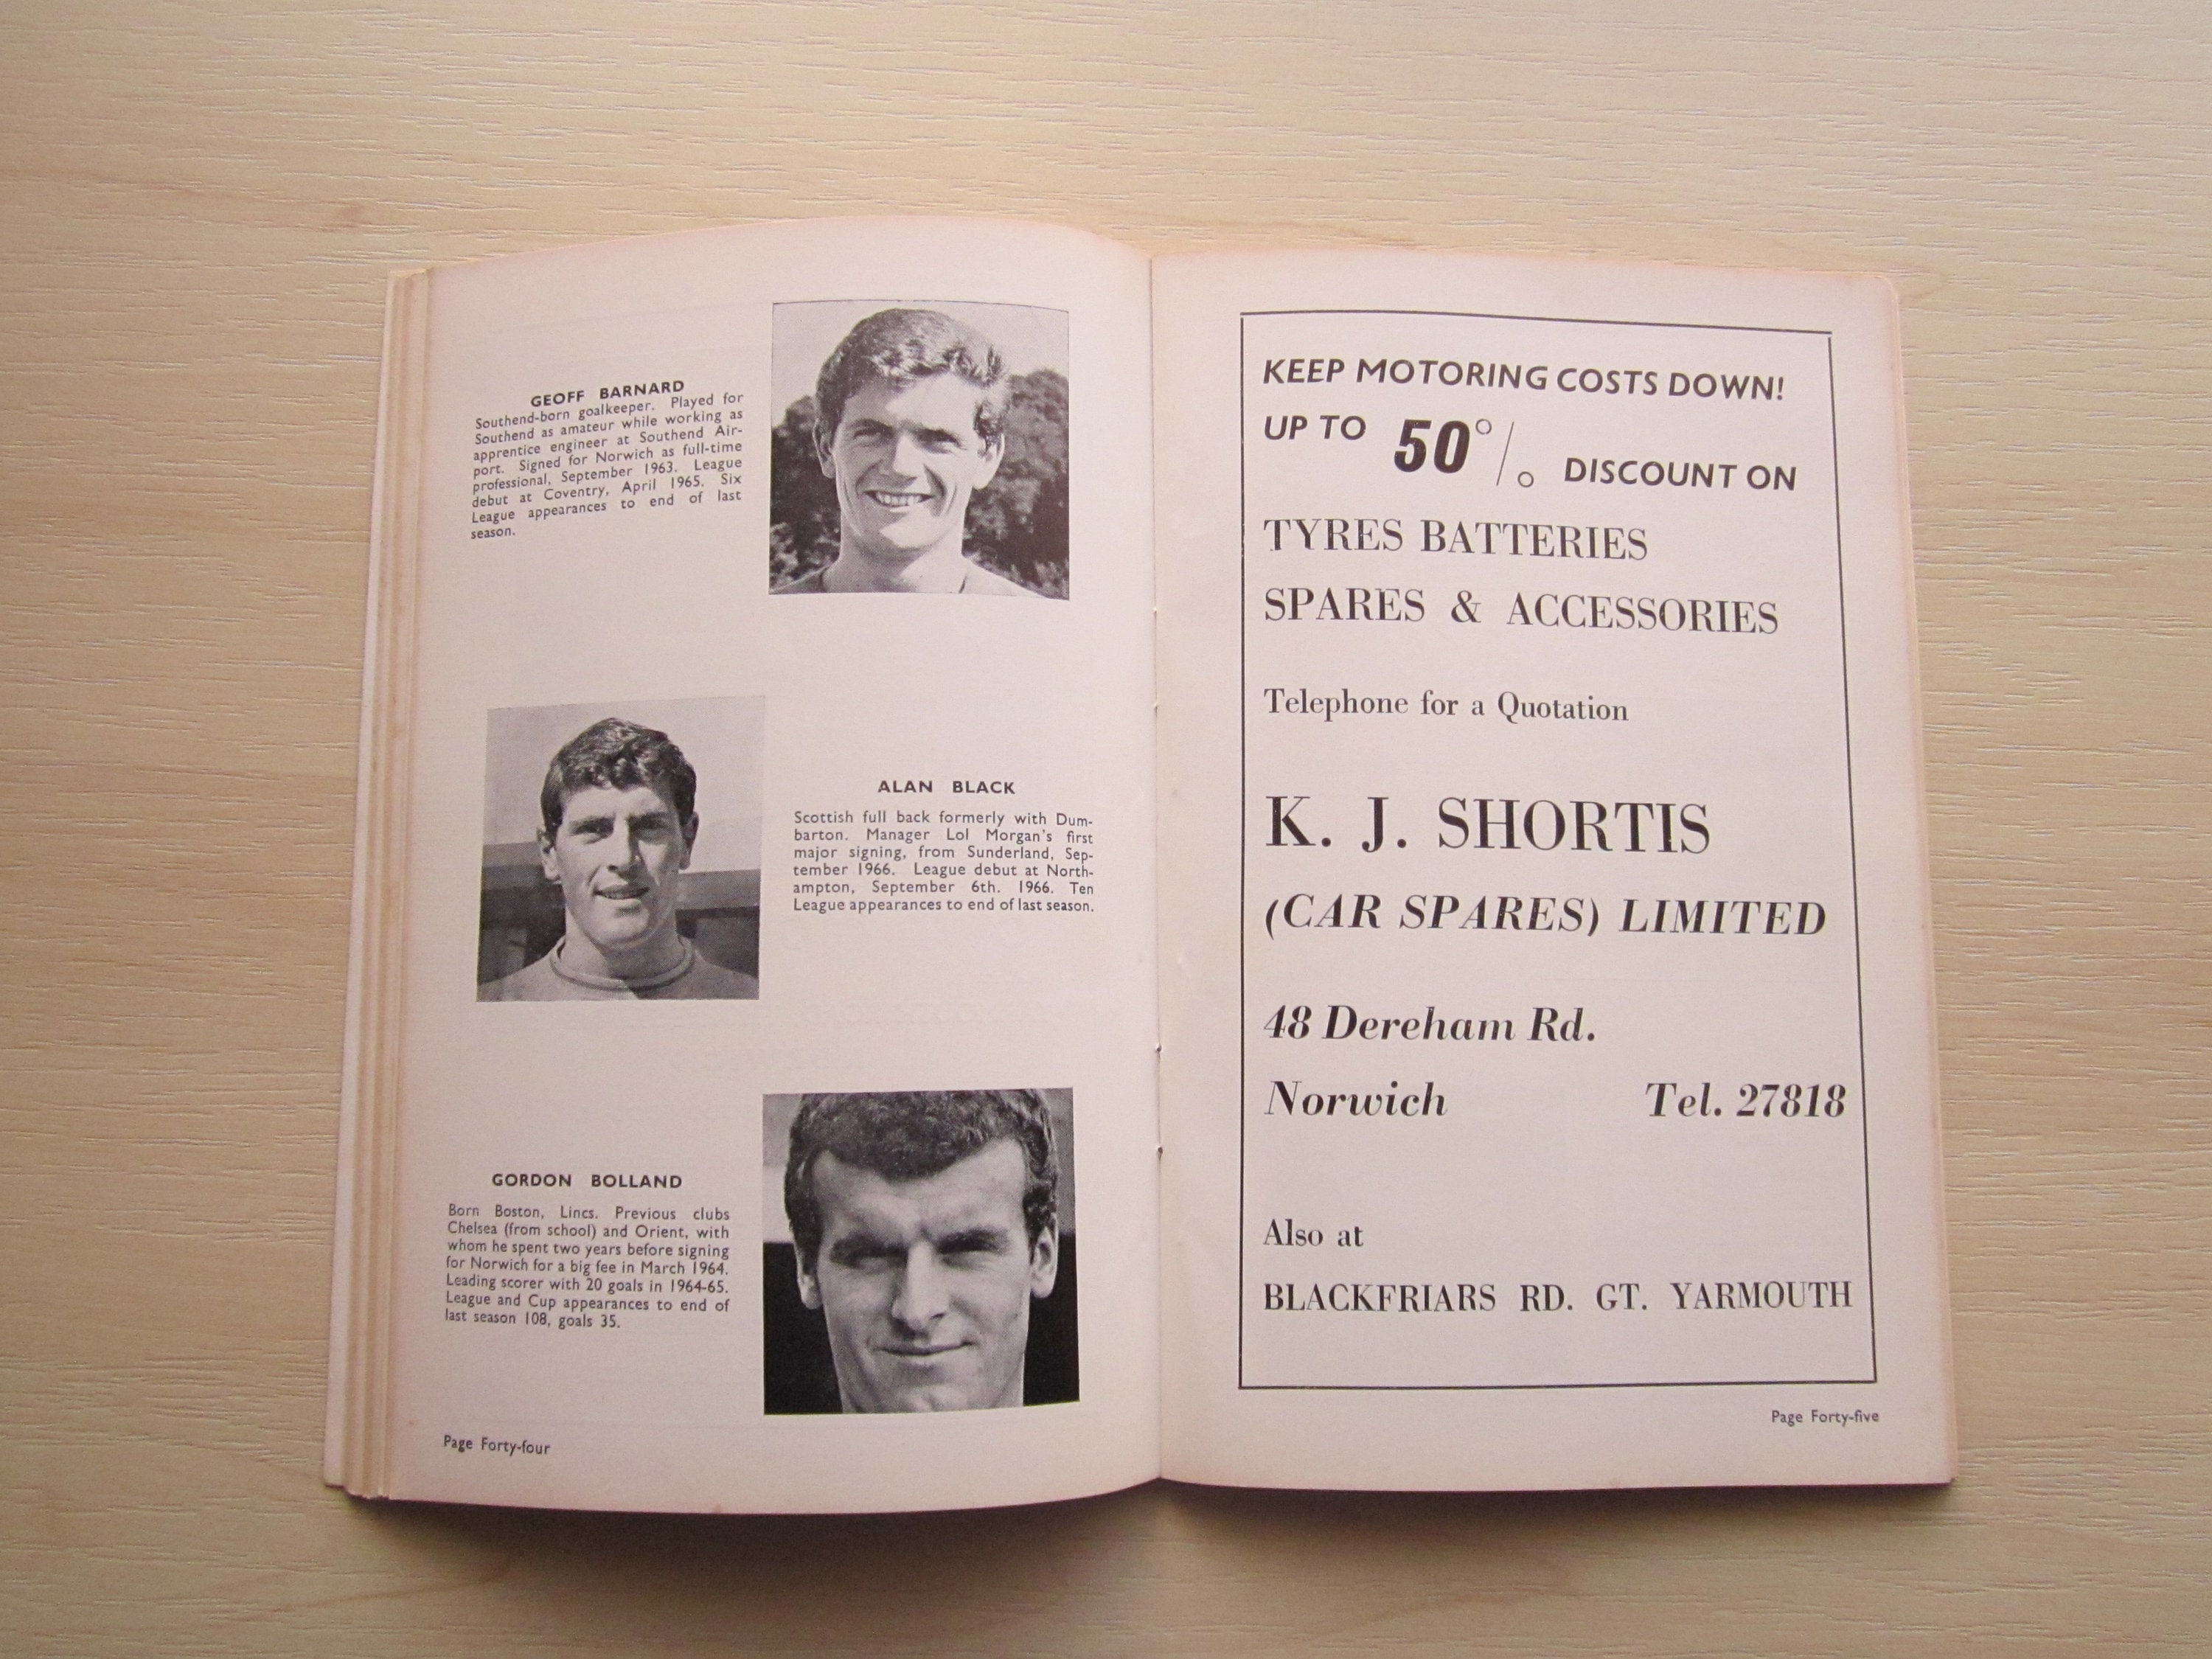 GEOFF BARNARD
Southend-born goalkeeper. Played for
Southend as amateur while working as
apprentice engineer at Southend Air-
port. Signed for Norwich as full-time
professional, September 1963. League
debut at Coventry, April 1965. Six
League appearances to end of last
season.
ALAN BLACK
Scottish full back formerly with Dum-
barton. Manager Lol Morgan's first
major signing, from Sunderland, Sep-
tember 1966. League debut at North-
ampton, September 6th. 1966. Ten
League appearances to end of last season.
GORDON BOLLAND
Born Boston, Lincs. Previous clubs
Chelsea (from school) and Orient, with
whom he spent two years before signing
for Norwich for a big fee in March 1964.
Leading scorer with 20 goals in 1964-65.
League and Cup appearances to end of
last season 108, goals 35.
Page Forty-four
KEEP MOTORING COSTS DOWN!
UP TO 50% DISCOUNT ON
TYRES BATTERIES
SPARES & ACCESSORIES
Telephone for a Quotation
K. J. SHORTIS
(CAR SPARES) LIMITED
48 Dereham Rd.
Norwich Tel. 27818
Also at
BLACKFRIARS RD. GT. YARMOUTH
Page Forty-five